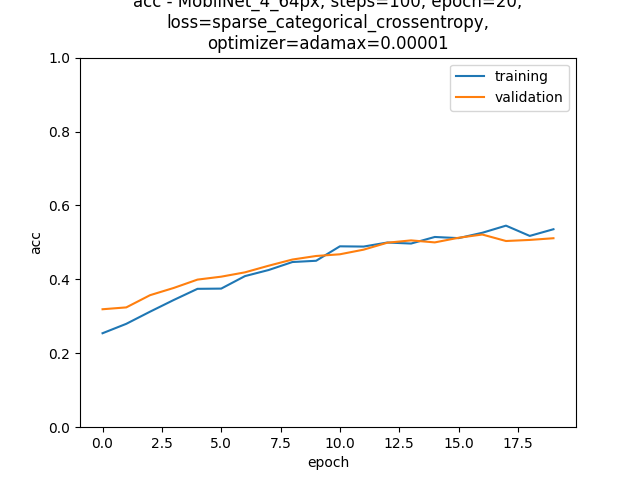 acc - MobilNet_4_64px, steps=100, epoch=20,
loss=sparse_categorical_crossentropy,
optimizer=adamax=0.00001
1.0
training
validation
0.8
0.6
acc
0.4
0.2
0.0
0.0 2.5 5.0 7.5 10.0 12.5 15.0 17.5
epoch